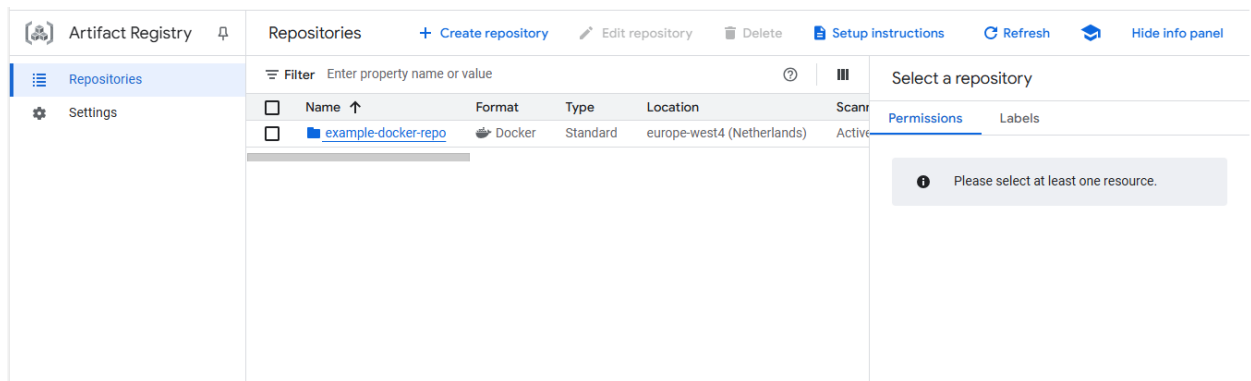 Artifact Registry
Repositories
Settings
Repositories
Create repository
Edit repository
Delete
Setup instructions
Refresh
Hide info panel
Filter Enter property name or value
Name Format Type Location Scann
example-docker-repo Docker Standard europe-west4 (Netherlands) Active
Select a repository
Permissions Labels
Please select at least one resource.